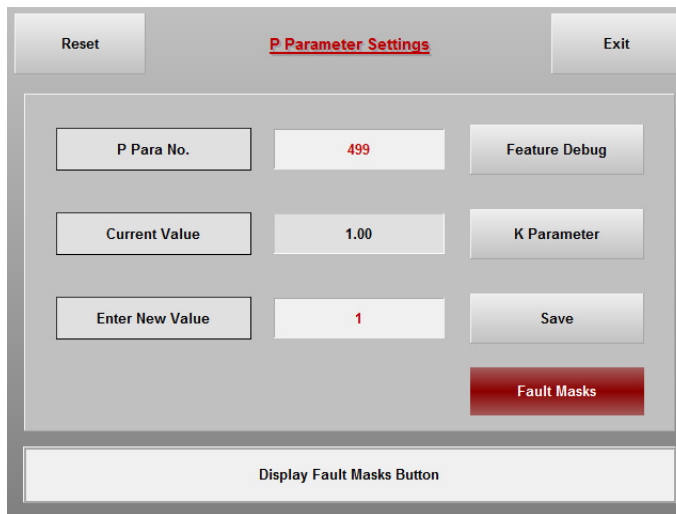 Reset
P Parameter Settings
Exit
P Para No.
499
Feature Debug
Current Value
1.00
K Parameter
Enter New Value
1
Save
Fault Masks
Display Fault Masks Button